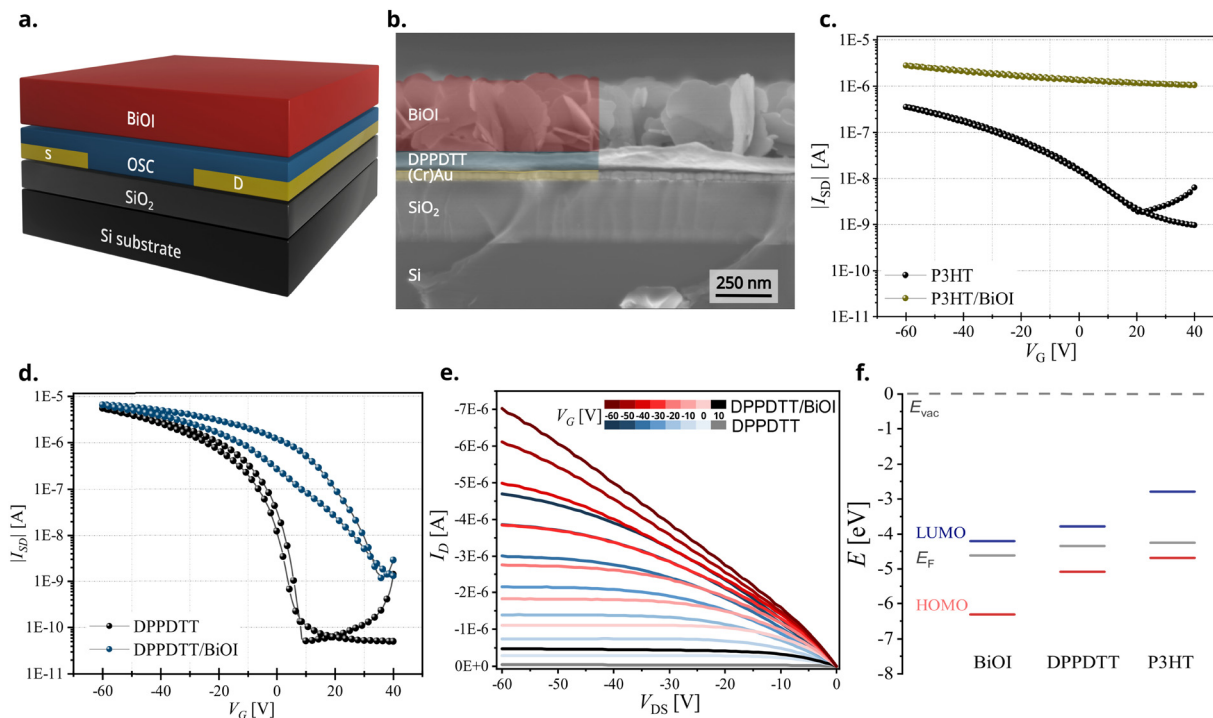 a.
BiOI
S
OSC
D
SiO2
Si substrate
b.
BiOI
DPPDTT
(Cr)Au
SiO2
Si
250 nm
c.
1E-5
1E-6
1E-7
1E-8
1E-9
1E-10
1E-11
|ISD| [A]
P3HT
P3HT/BiOI
-60 -40 -20 0 20 40
VG [V]
d.
1E-5
1E-6
1E-7
1E-8
1E-9
1E-10
1E-11
|ISD| [A]
DPPDTT
DPPDTT/BiOI
-60 -40 -20 0 20 40
VG [V]
e.
-7E-6
-6E-6
-5E-6
-4E-6
-3E-6
-2E-6
-1E-6
0E+0
ID [A]
VG [V]
-60 -50 -40 -30 -20 -10 0 10
DPPDTT/BiOI
DPPDTT
-60 -50 -40 -30 -20 -10 0
VDS [V]
f.
0
-1
-2
-3
-4
-5
-6
-7
-8
E [eV]
Evac
LUMO
EF
HOMO
BiOI DPPDTT P3HT